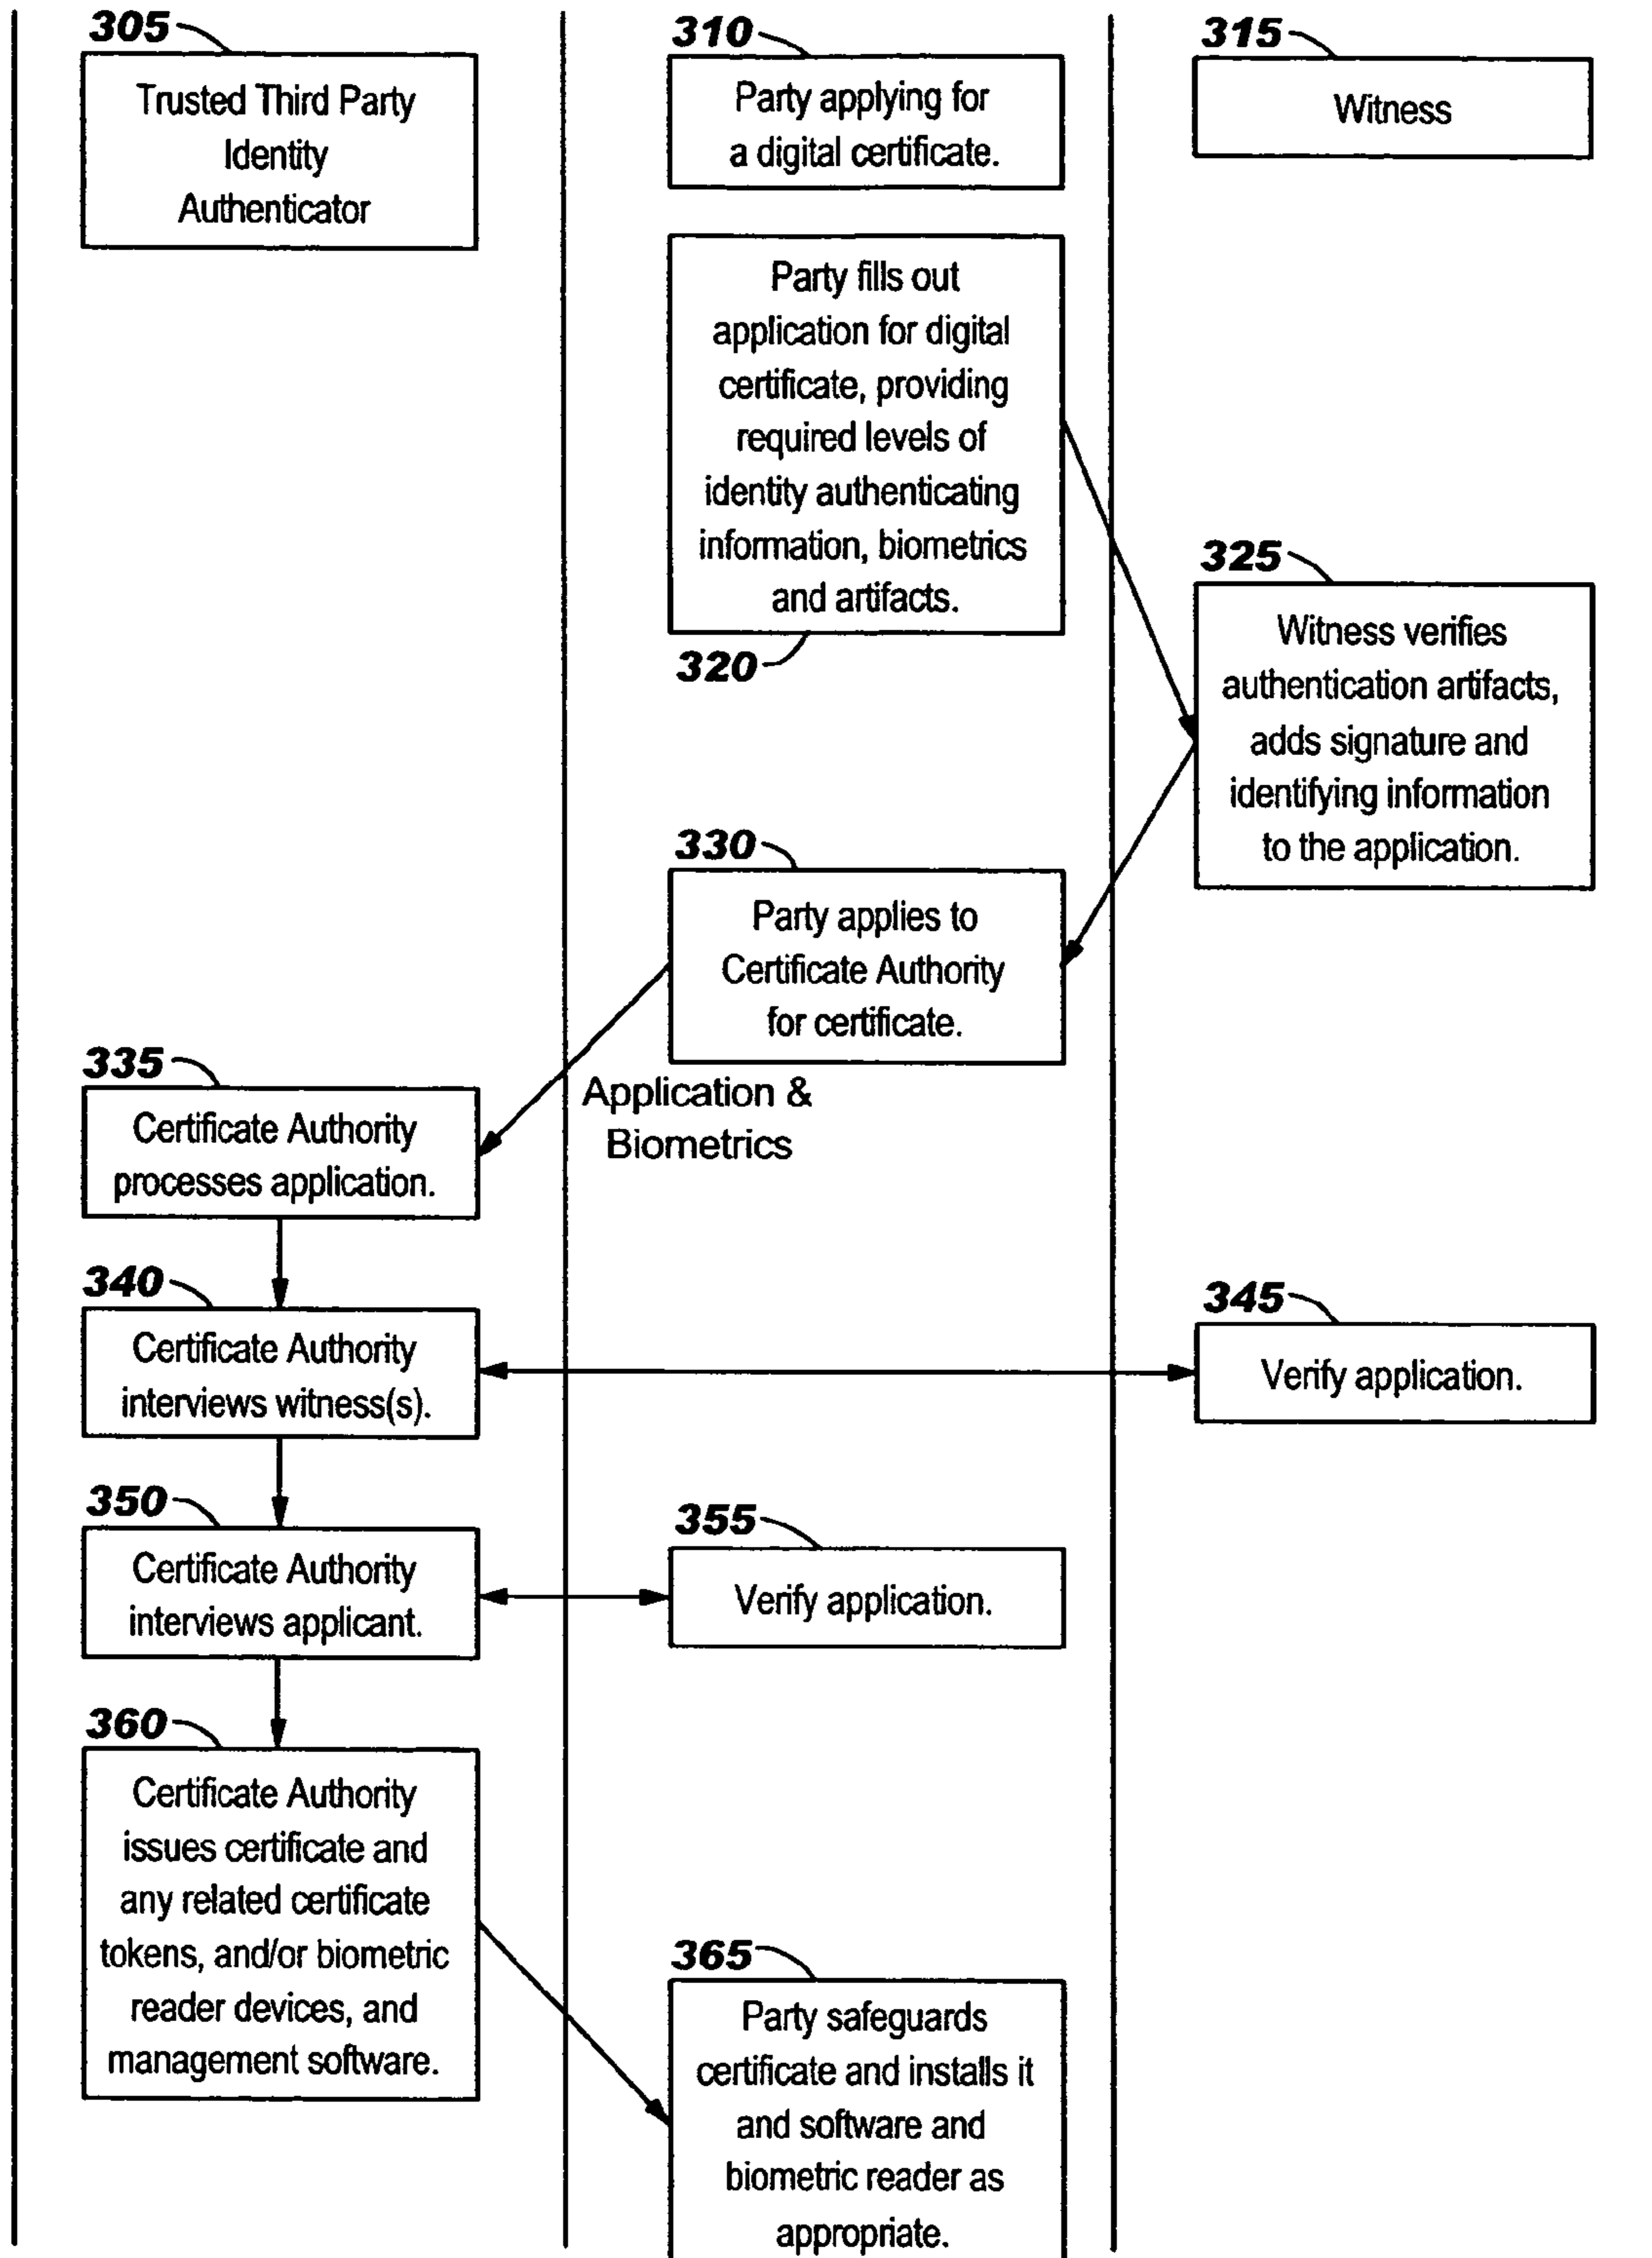 305
Trusted Third Party
Identity
Authenticator
310
Party applying for
a digital certificate.
315
Witness
Party fills out
application for digital
certificate, providing
required levels of
identity authenticating
information, biometrics
and artifacts.
320
325
Witness verifies
authentication artifacts,
adds signature and
identifying information
to the application.
330
Party applies to
Certificate Authority
for certificate.
Application &
Biometrics
335
Certificate Authority
processes application.
340
Certificate Authority
interviews witness(s).
345
Verify application.
350
Certificate Authority
interviews applicant.
355
Verify application.
360
Certificate Authority
issues certificate and
any related certificate
tokens, and/or biometric
reader devices, and
management software.
365
Party safeguards
certificate and installs it
and software and
biometric reader as
appropriate.